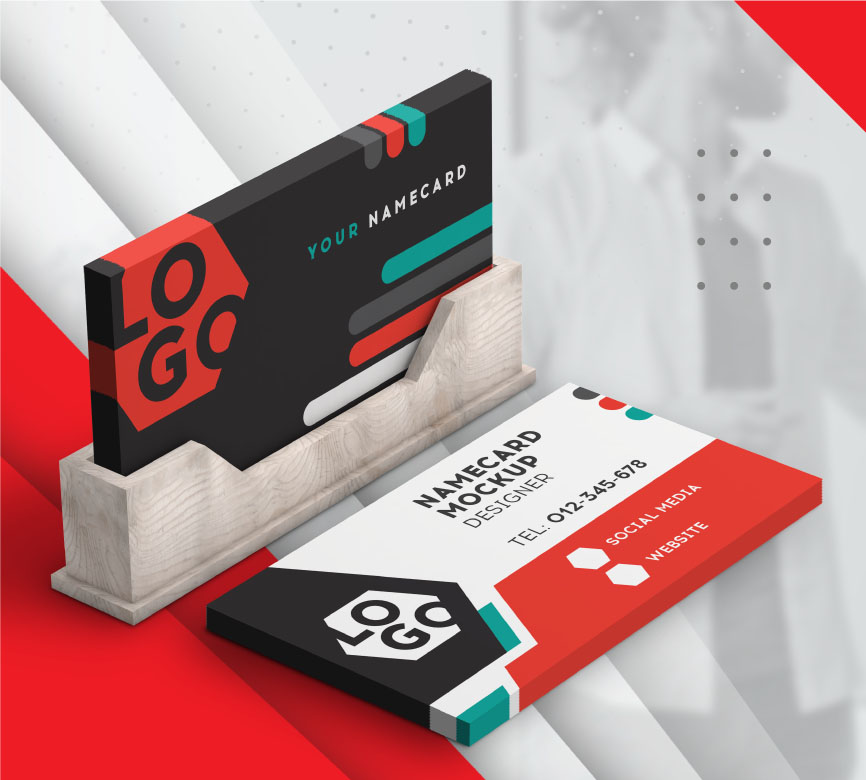 YOUR NAMECARD
LO
GO
NAMECARD
MOCKUP
DESIGNER
TEL: 012-345-678
SOCIAL MEDIA
WEBSITE
LO
GO